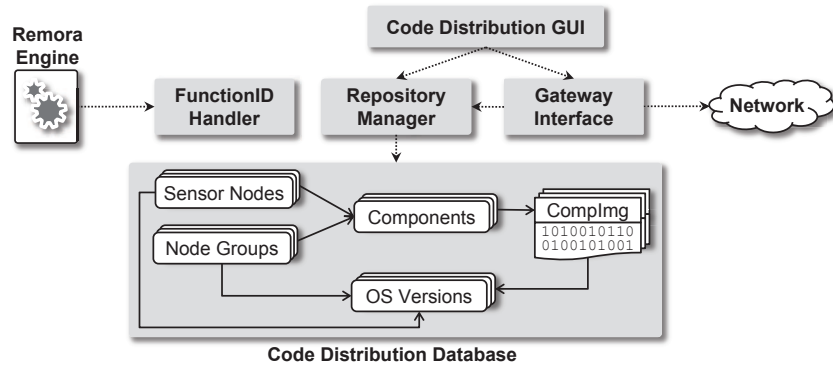 Remora
Engine
Code Distribution GUI
FunctionID
Handler
Repository
Manager
Gateway
Interface
Network
Sensor Nodes
Node Groups
Components
CompImg
1010010110
0100101001
OS Versions
Code Distribution Database